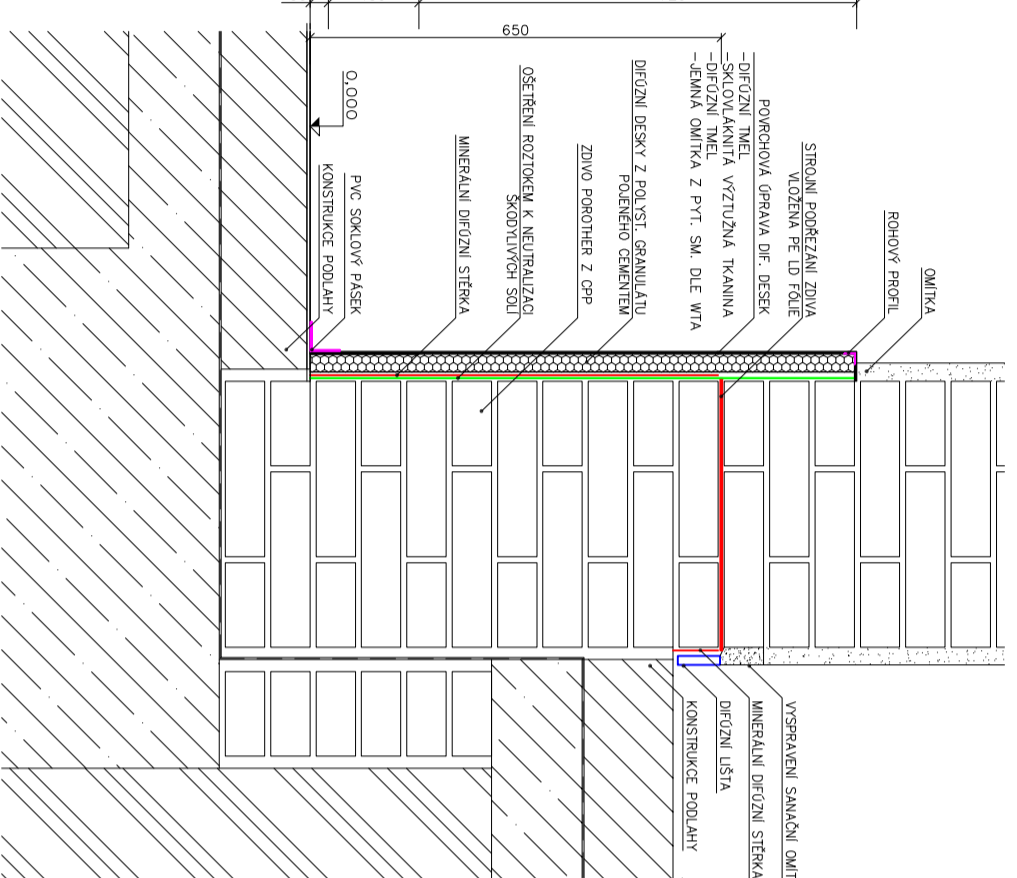 650
0,000
OMÍTKA
ROHOVÝ PROFIL
STROJNÍ PODŘEZÁNÍ ZDIVA
VLOŽENA PE LD FÓLIE
POVRCHOVÁ ÚPRAVA DIF. DESEK
-DIFÚZNÍ TMEL
-SKLOVLÁKNITÁ VÝZTUŽNÁ TKANINA
-DIFÚZNÍ TMEL
-JEMNÁ OMÍTKA Z PYT. SM. DLE WTA
DIFÚZNÍ DESKY Z POLYST. GRANULÁTU
POJENÉHO CEMENTEM
ZDIVO POROTHER Z CPP
OŠETŘENÍ ROZTOKEM K NEUTRALIZACI
ŠKODYLIVÝCH SOLÍ
MINERÁLNÍ DIFÚZNÍ STĚRKA
PVC SOKLOVÝ PÁSEK
KONSTRUKCE PODLAHY
VYSPRAVENÍ SANAČNÍ OMÍT
MINERÁLNÍ DIFÚZNÍ STĚRKA
DIFÚZNÍ LIŠTA
KONSTRUKCE PODLAHY